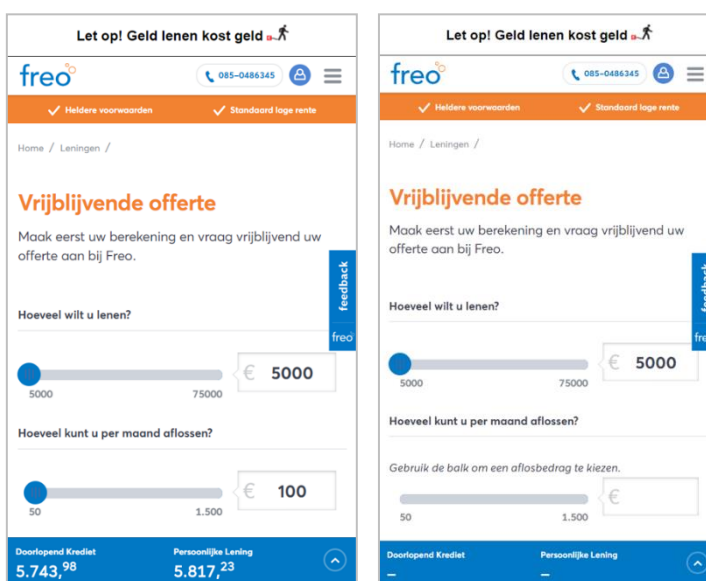 Let op! Geld lenen kost geld
freo
085-0486345
Heldere voorwaarden
Standaard lage rente
Home / Leningen /
Vrijblijvende offerte
Maak eerst uw berekening en vraag vrijblijvend uw
offerte aan bij Freo.
feedback
freo
Hoeveel wilt u lenen?
€ 5000
5000 75000
Hoeveel kunt u per maand aflossen?
€ 100
50 1.500
Doorlopend Krediet
5.743,98
Persoonlijke Lening
5.817,23
Let op! Geld lenen kost geld
freo
085-0486345
Heldere voorwaarden
Standaard lage rente
Home / Leningen /
Vrijblijvende offerte
Maak eerst uw berekening en vraag vrijblijvend uw
offerte aan bij Freo.
Hoeveel wilt u lenen?
€ 5000
5000 75000
Hoeveel kunt u per maand aflossen?
Gebruik de balk om een aflosbedrag te kiezen.
€
50 1.500
Doorlopend Krediet
–
Persoonlijke Lening
–